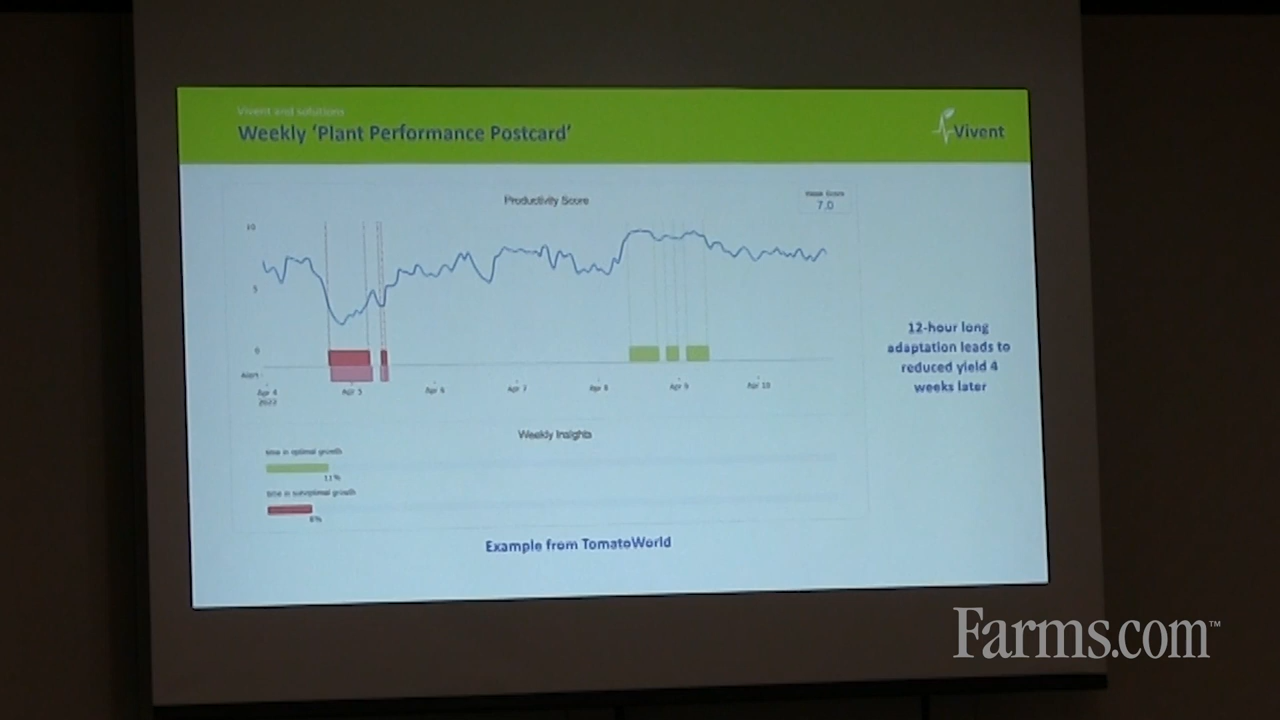 Vivent and solutions
Weekly 'Plant Performance Postcard'
Vivent
Productivity Score
Week Score
7.0
10
5
0
Alert
Apr 4
2022
Apr 5
Apr 6
Apr 7
Apr 8
Apr 9
Apr 10
12-hour long
adaptation leads to
reduced yield 4
weeks later
Weekly Insights
time in optimal growth
11%
time in suboptimal growth
8%
Example from TomatoWorld
Farms.com™